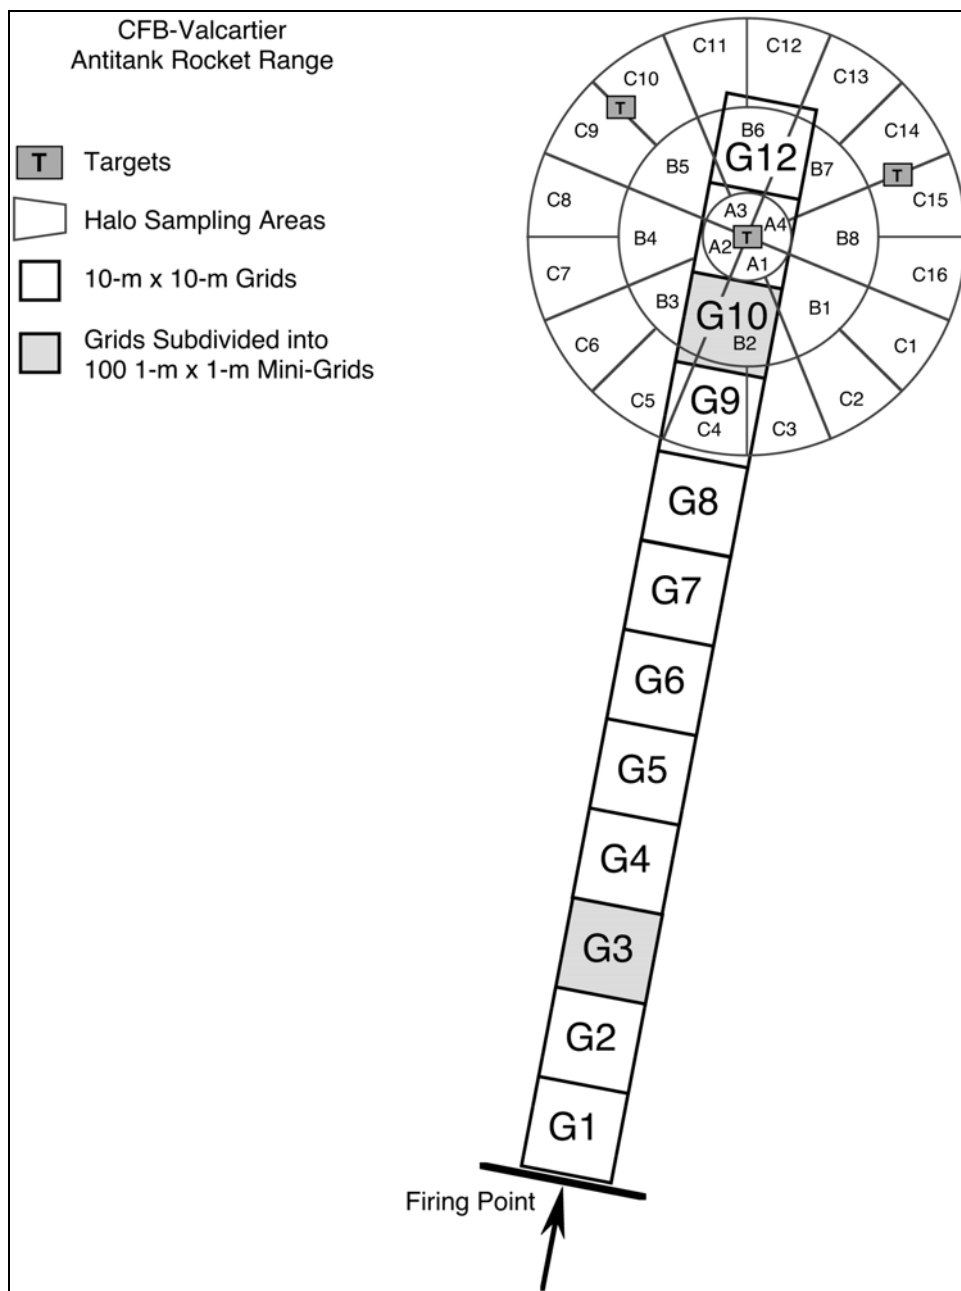 CFB-Valcartier
Antitank Rocket Range
T Targets
Halo Sampling Areas
10-m x 10-m Grids
Grids Subdivided into
100 1-m x 1-m Mini-Grids
C11 C12
C10 C13
T
C9 C14
B6
G12
B5 B7
T
C8 C15
A3
A4
B4 T B8
A2
A1
C7 C16
B3 B1
G10
B2
C6 C1
G9
C5 C2
C4 C3
G8
G7
G6
G5
G4
G3
G2
G1
Firing Point